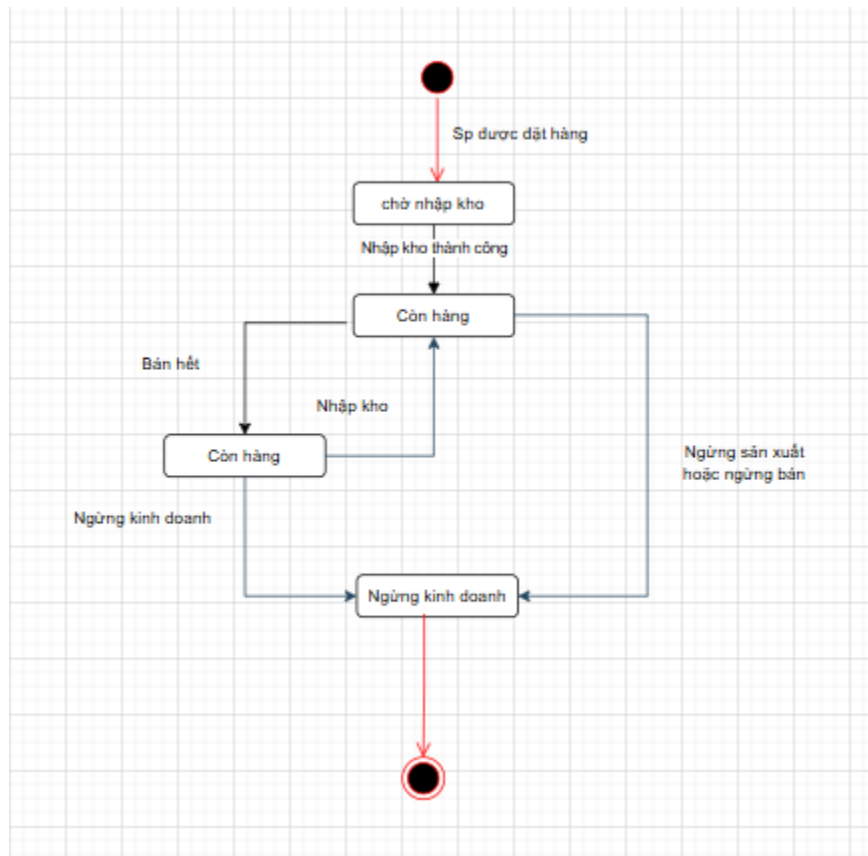 Sp được đặt hàng
chờ nhập kho
Nhập kho thành công
Còn hàng
Bán hết
Nhập kho
Còn hàng
Ngừng sản xuất
hoặc ngừng bán
Ngừng kinh doanh
Ngừng kinh doanh